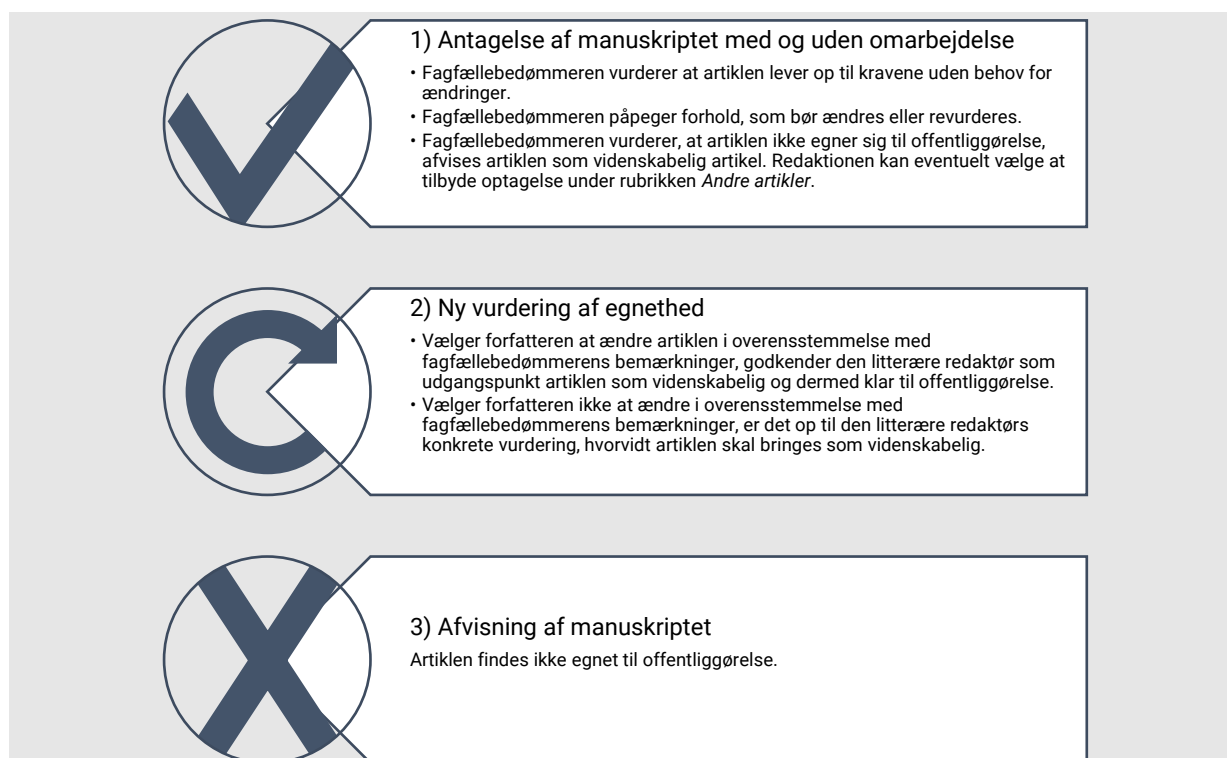 1) Antagelse af manuskriptet med og uden omarbejdelse
• Fagfællebedømmeren vurderer at artiklen lever op til kravene uden behov for
ændringer.
• Fagfællebedømmeren påpeger forhold, som bør ændres eller revurderes.
• Fagfællebedømmeren vurderer, at artiklen ikke egner sig til offentliggørelse,
afvises artiklen som videnskabelig artikel. Redaktionen kan eventuelt vælge at
tilbyde optagelse under rubrikken Andre artikler.
2) Ny vurdering af egnethed
• Vælger forfatteren at ændre artiklen i overensstemmelse med
fagfællebedømmerens bemærkninger, godkender den litterære redaktør som
udgangspunkt artiklen som videnskabelig og dermed klar til offentliggørelse.
• Vælger forfatteren ikke at ændre i overensstemmelse med
fagfællebedømmerens bemærkninger, er det op til den litterære redaktørs
konkrete vurdering, hvorvidt artiklen skal bringes som videnskabelig.
3) Afvisning af manuskriptet
Artiklen findes ikke egnet til offentliggørelse.